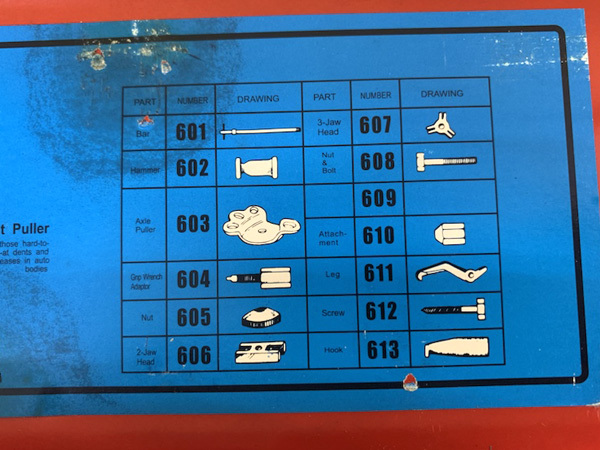 t Puller
those hard-to-
-at dents and
eases in auto
bodies
PART NUMBER DRAWING PART NUMBER DRAWING
Bar 601
Hammer 602
Axle
Puller 603
Grip Wrench
Adaptor 604
Nut 605
2-Jaw
Head 606
3-Jaw
Head 607
Nut
&
Bolt 608
609
Attach-
ment 610
Leg 611
Screw 612
Hook 613